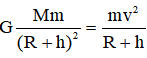 G Mm/(R + h)² = mv²/(R + h)